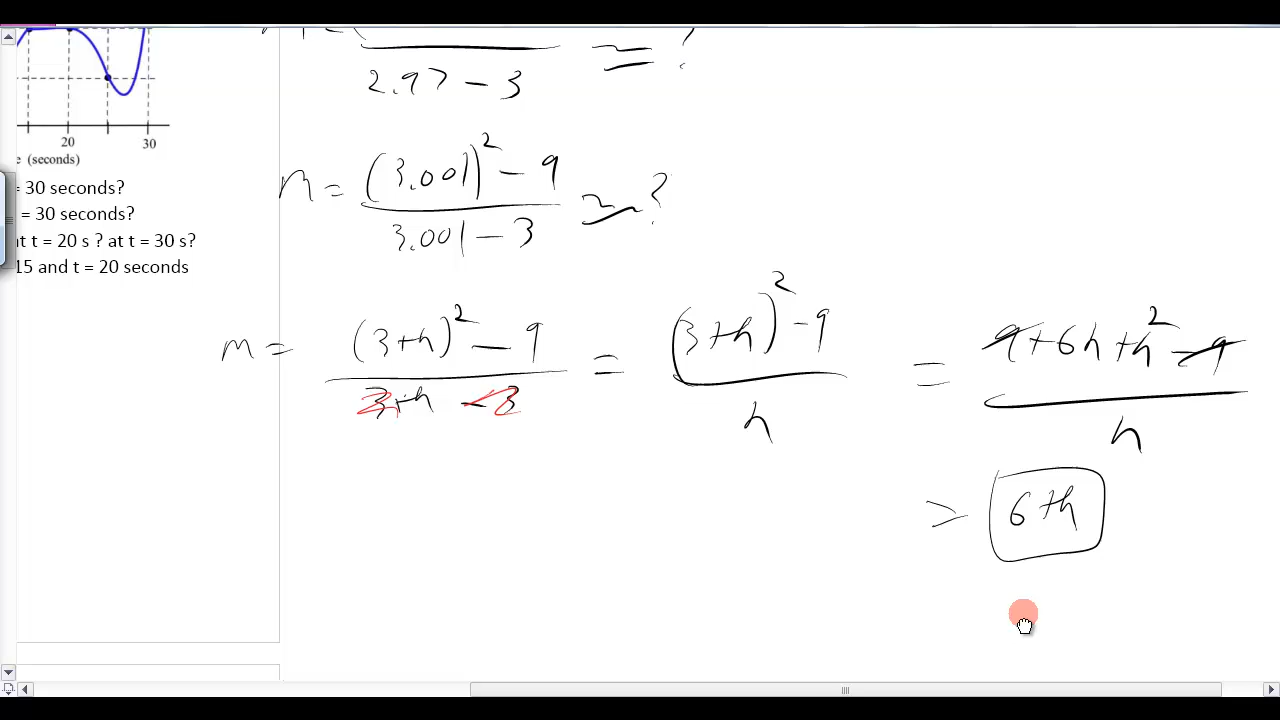 2.97 - 3
20 30
e (seconds)
= 30 seconds?
= 30 seconds?
at t = 20 s ? at t = 30 s?
15 and t = 20 seconds
m = (3.001)² - 9
3.001 - 3
≈ ?
m = (3+h)² - 9
3+h - 3
= (3+h)² - 9
h
= 9 + 6h + h² - 9
h
= 6+h